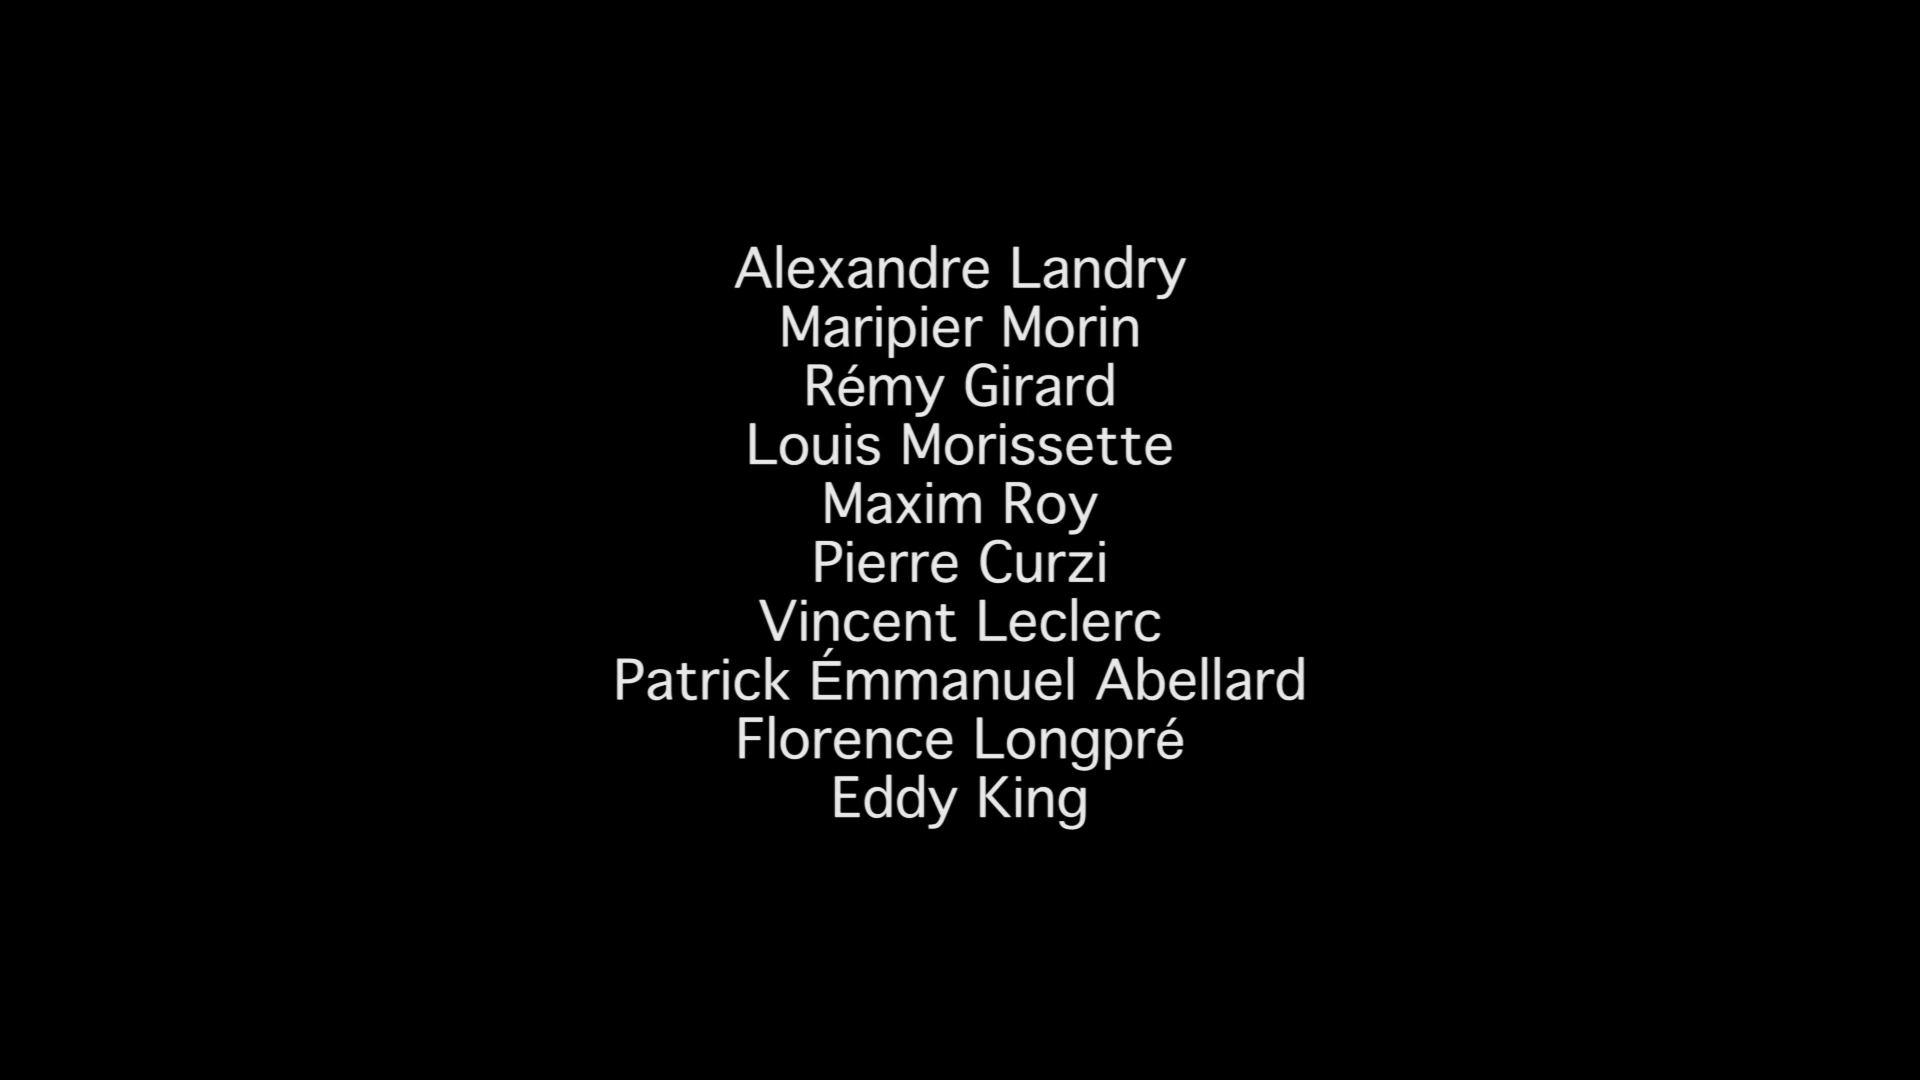 Alexandre Landry
Maripier Morin
Rémy Girard
Louis Morissette
Maxim Roy
Pierre Curzi
Vincent Leclerc
Patrick Émmanuel Abellard
Florence Longpré
Eddy King